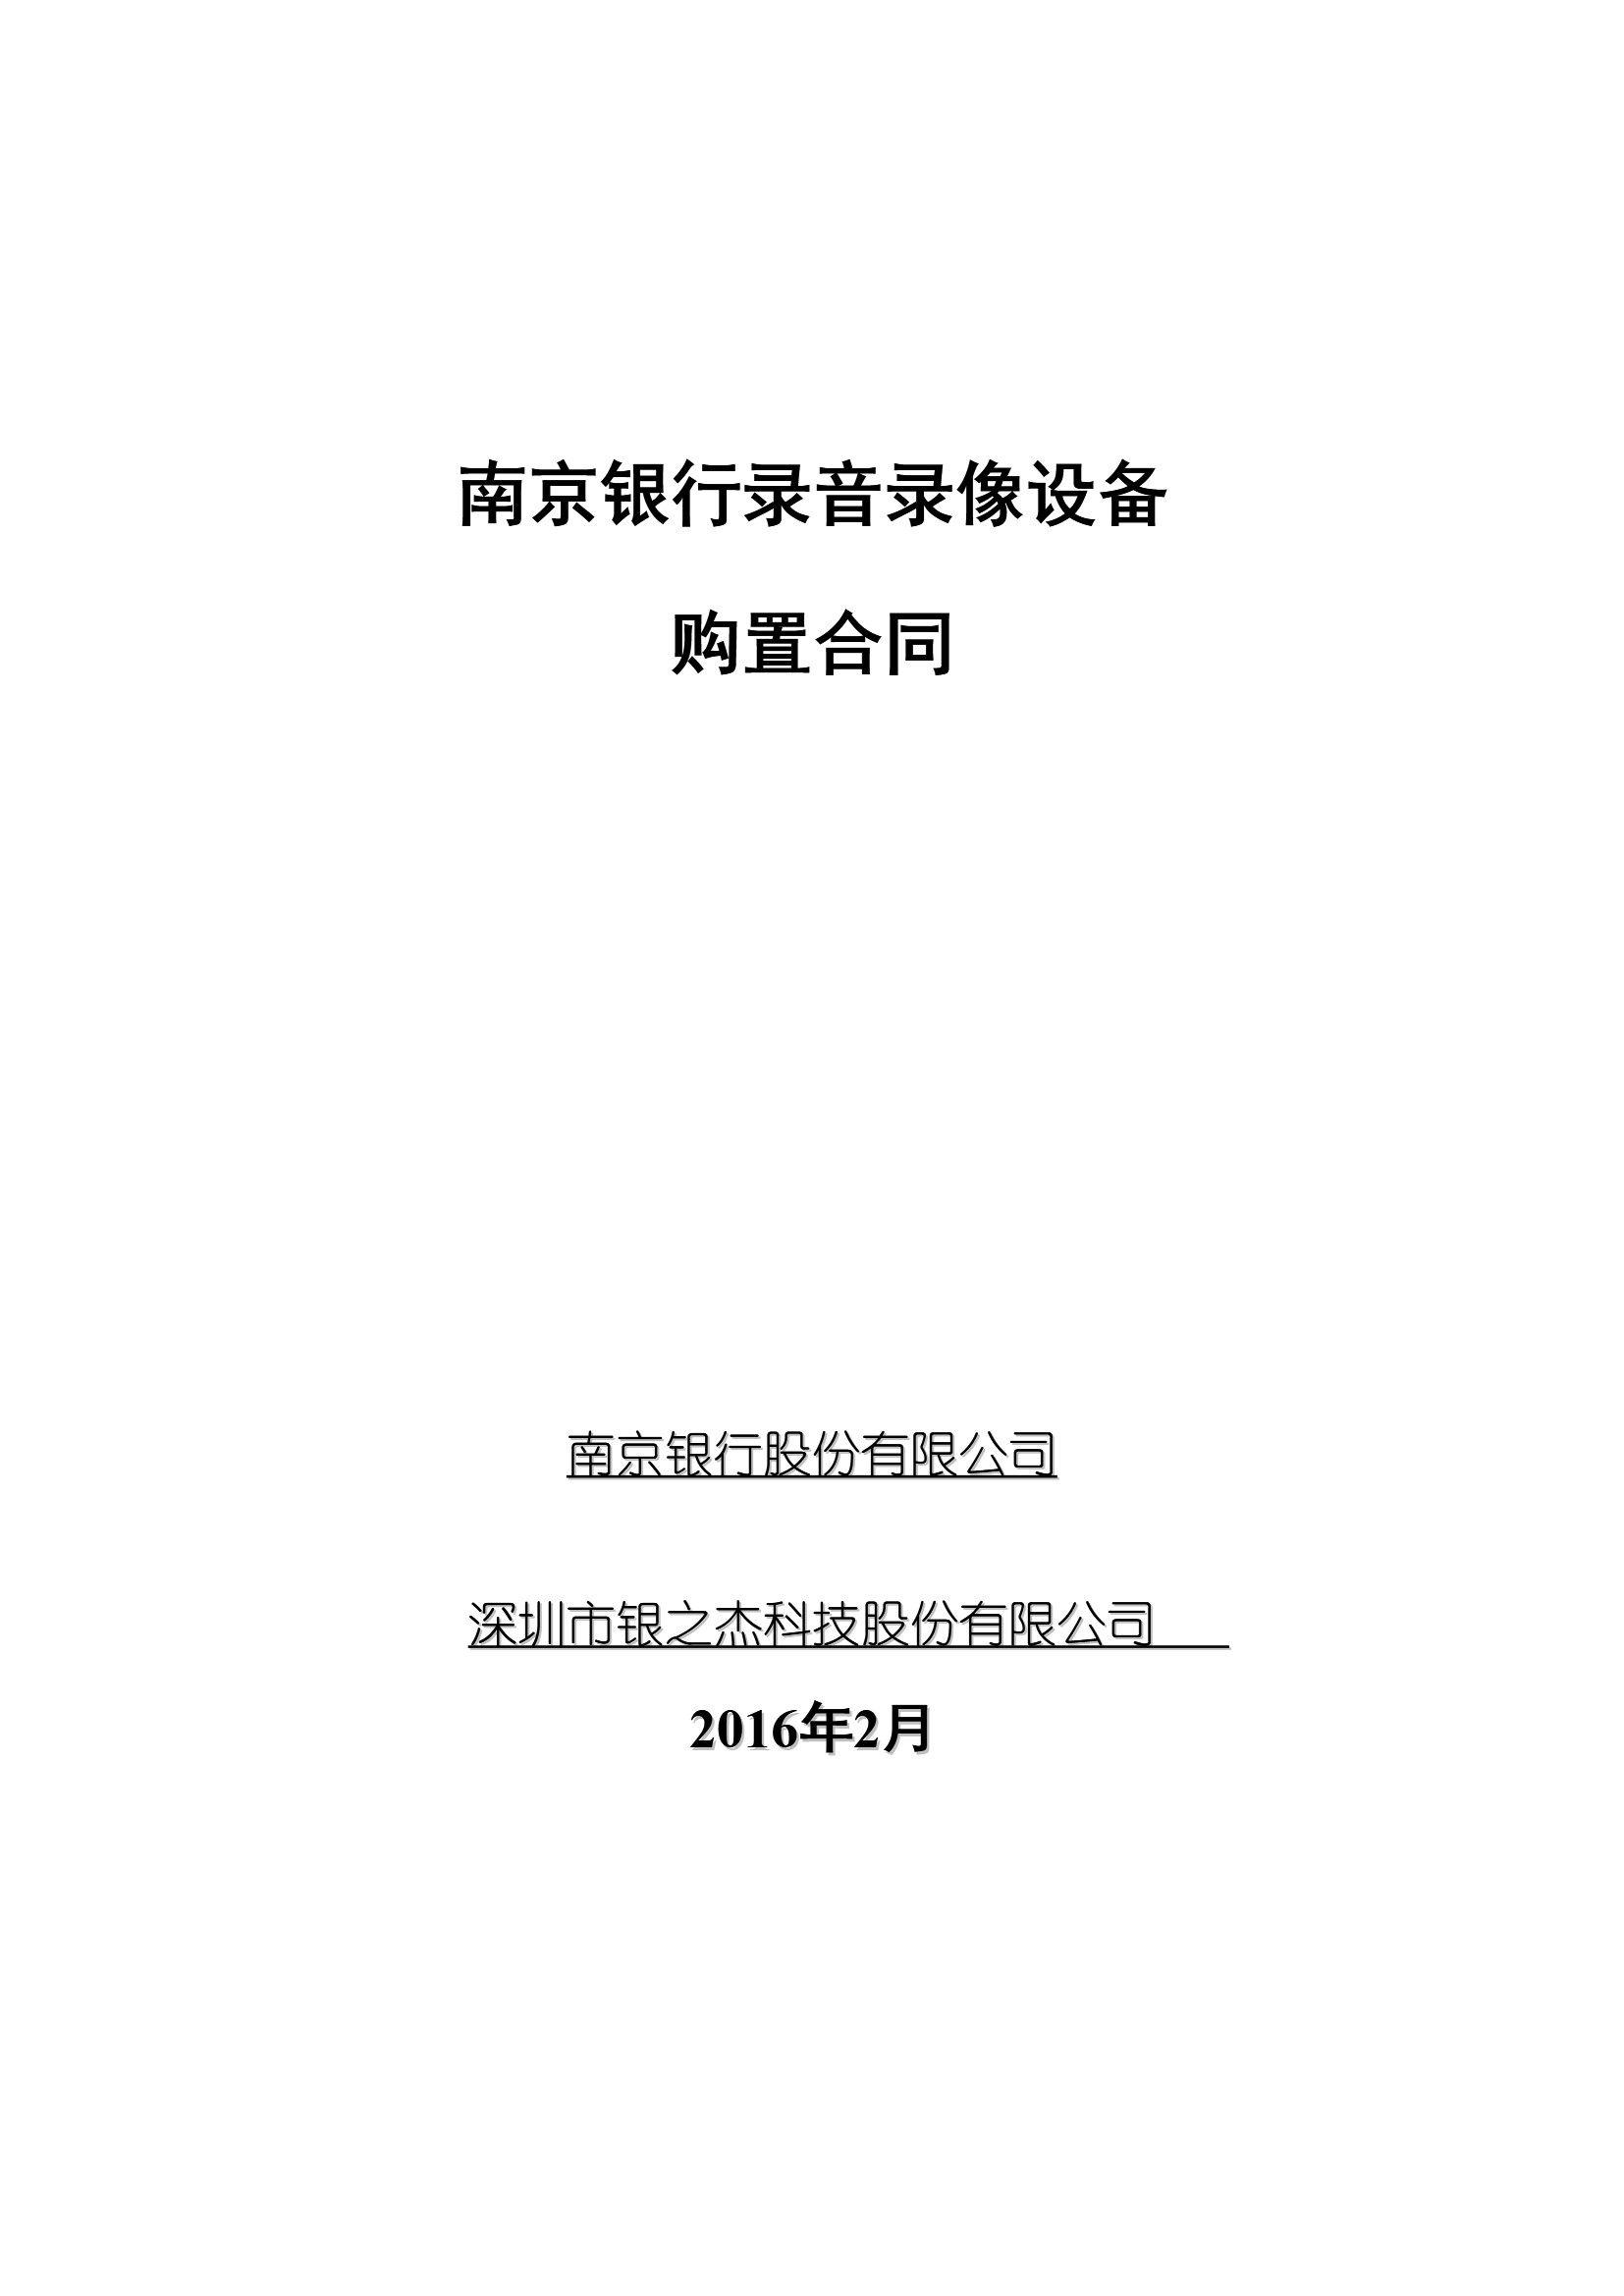 南京银行录音录像设备
购置合同
南京银行股份有限公司
深圳市银之杰科技股份有限公司
2016年2月